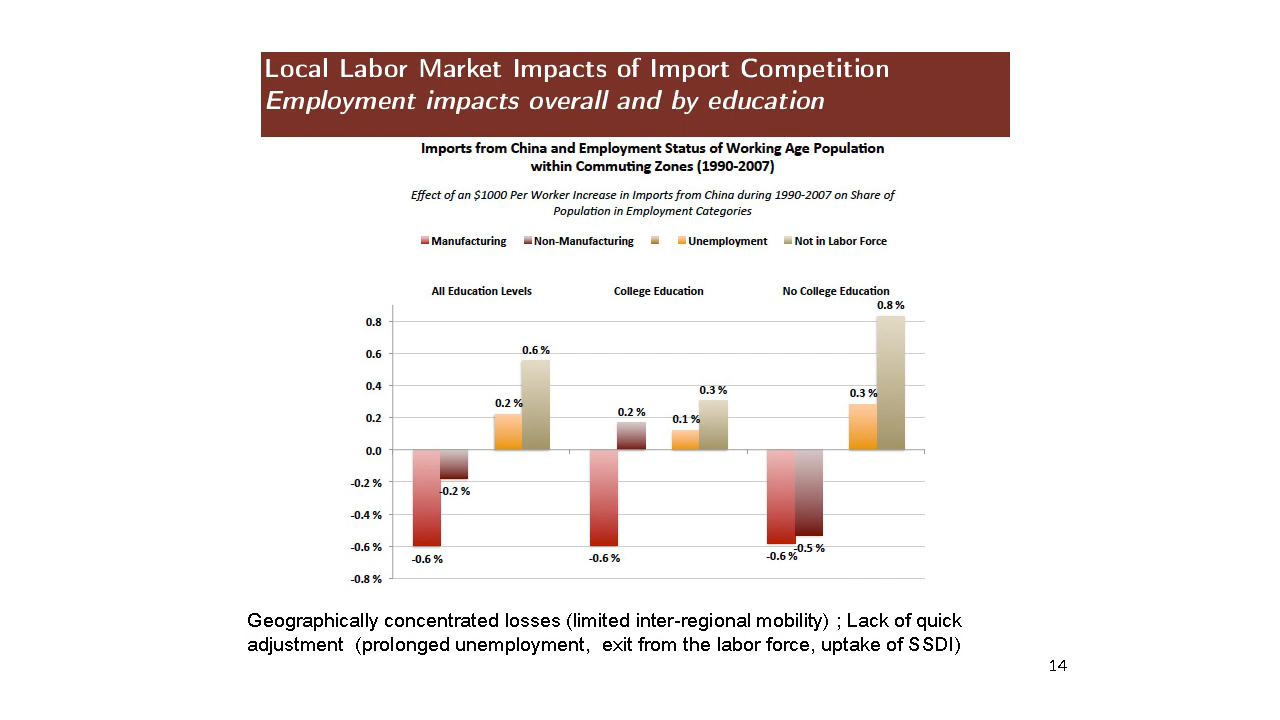 Local Labor Market Impacts of Import Competition
Employment impacts overall and by education
Imports from China and Employment Status of Working Age Population
within Commuting Zones (1990-2007)
Effect of an $1000 Per Worker Increase in Imports from China during 1990-2007 on Share of
Population in Employment Categories
Manufacturing Non-Manufacturing Unemployment Not in Labor Force
All Education Levels College Education No College Education
0.8 %
0.8
0.6 %
0.6
0.4
0.3 %
0.3 %
0.2 %
0.2 %
0.2
0.1 %
0.0
-0.2 %
-0.2 %
-0.4 %
-0.6 %
-0.5 %
-0.6 %
-0.6 %
-0.6 %
-0.8 %
Geographically concentrated losses (limited inter-regional mobility) ; Lack of quick
adjustment (prolonged unemployment, exit from the labor force, uptake of SSDI)
14